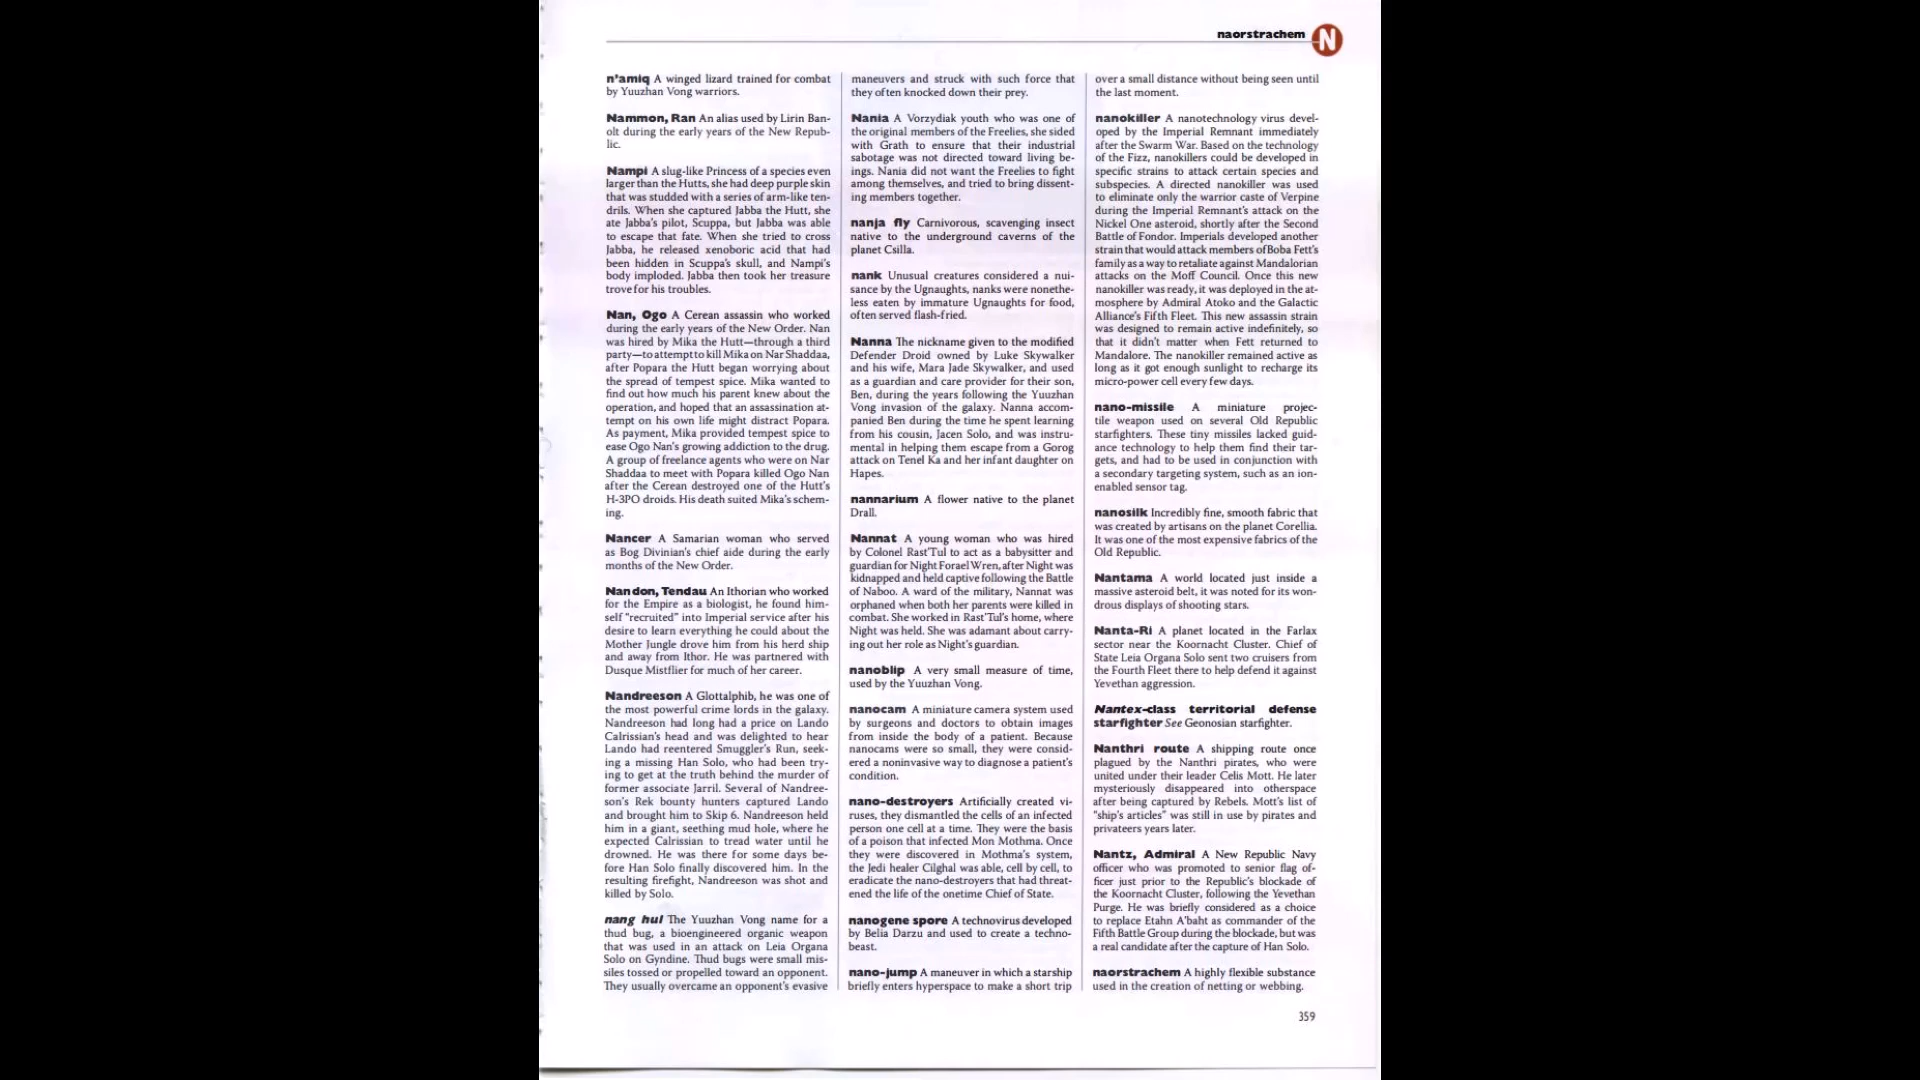 naorstrachem N
n'amiq A winged lizard trained for combat
by Yuuzhan Vong warriors.
Nammon, Ran An alias used by Lirin Ban-
olt during the early years of the New Repub-
lic.
Nampi A slug-like Princess of a species even
larger than the Hutts, she had deep purple skin
that was studded with a series of arm-like ten-
drils. When she captured Jabba the Hutt, she
ate Jabba's pilot, Scuppa, but Jabba was able
to escape that fate. When she tried to cross
Jabba, he released xenoboric acid that had
been hidden in Scuppa's skull, and Nampi's
body imploded. Jabba then took her treasure
trove for his troubles.
Nan, Ogo A Cerean assassin who worked
during the early years of the New Order. Nan
was hired by Mika the Hutt—through a third
party—to attempt to kill Mika on Nar Shaddaa,
after Popara the Hutt began worrying about
the spread of tempest spice. Mika wanted to
find out how much his parent knew about the
operation, and hoped that an assassination at-
tempt on his own life might distract Popara.
As payment, Mika provided tempest spice to
ease Ogo Nan's growing addiction to the drug.
A group of freelance agents who were on Nar
Shaddaa to meet with Popara killed Ogo Nan
after the Cerean destroyed one of the Hutt's
H-3PO droids. His death suited Mika's schem-
ing.
Nancer A Samarian woman who served
as Bog Divinian's chief aide during the early
months of the New Order.
Nandon, Tendau An Ithorian who worked
for the Empire as a biologist, he found him-
self "recruited" into Imperial service after his
desire to learn everything he could about the
Mother Jungle drove him from his herd ship
and away from Ithor. He was partnered with
Dusque Mistflier for much of her career.
Nandreeson A Glottalphib, he was one of
the most powerful crime lords in the galaxy.
Nandreeson had long had a price on Lando
Calrissian's head and was delighted to hear
Lando had reentered Smuggler's Run, seek-
ing a missing Han Solo, who had been try-
ing to get at the truth behind the murder of
former associate Jarril. Several of Nandree-
son's Rek bounty hunters captured Lando
and brought him to Skip 6. Nandreeson held
him in a giant, seething mud hole, where he
expected Calrissian to tread water until he
drowned. He was there for some days be-
fore Han Solo finally discovered him. In the
resulting firefight, Nandreeson was shot and
killed by Solo.
nang hul The Yuuzhan Vong name for a
thud bug, a bioengineered organic weapon
that was used in an attack on Leia Organa
Solo on Gyndine. Thud bugs were small mis-
siles tossed or propelled toward an opponent.
They usually overcame an opponent's evasive
maneuvers and struck with such force that
they often knocked down their prey.
Nania A Vorzydiak youth who was one of
the original members of the Freelies, she sided
with Grath to ensure that their industrial
sabotage was not directed toward living be-
ings. Nania did not want the Freelies to fight
among themselves, and tried to bring dissent-
ing members together.
nanja fly Carnivorous, scavenging insect
native to the underground caverns of the
planet Csilla.
nank Unusual creatures considered a nui-
sance by the Ugnaughts, nanks were nonethe-
less eaten by immature Ugnaughts for food,
often served flash-fried.
Nanna The nickname given to the modified
Defender Droid owned by Luke Skywalker
and his wife, Mara Jade Skywalker, and used
as a guardian and care provider for their son,
Ben, during the years following the Yuuzhan
Vong invasion of the galaxy. Nanna accom-
panied Ben during the time he spent learning
from his cousin, Jacen Solo, and was instru-
mental in helping them escape from a Gorog
attack on Tenel Ka and her infant daughter on
Hapes.
nannarium A flower native to the planet
Drall.
Nannat A young woman who was hired
by Colonel Rast'Tul to act as a babysitter and
guardian for Night Forael Wren, after Night was
kidnapped and held captive following the Battle
of Naboo. A ward of the military, Nannat was
orphaned when both her parents were killed in
combat. She worked in Rast'Tul's home, where
Night was held. She was adamant about carry-
ing out her role as Night's guardian.
nanoblip A very small measure of time,
used by the Yuuzhan Vong.
nanocam A miniature camera system used
by surgeons and doctors to obtain images
from inside the body of a patient. Because
nanocams were so small, they were consid-
ered a noninvasive way to diagnose a patient's
condition.
nano-destroyers Artificially created vi-
ruses, they dismantled the cells of an infected
person one cell at a time. They were the basis
of a poison that infected Mon Mothma. Once
they were discovered in Mothma's system,
the Jedi healer Cilghal was able, cell by cell, to
eradicate the nano-destroyers that had threat-
ened the life of the onetime Chief of State.
nanogene spore A technovirus developed
by Belia Darzu and used to create a techno-
beast.
nano-jump A maneuver in which a starship
briefly enters hyperspace to make a short trip
over a small distance without being seen until
the last moment.
nanokiller A nanotechnology virus devel-
oped by the Imperial Remnant immediately
after the Swarm War. Based on the technology
of the Fizz, nanokillers could be developed in
specific strains to attack certain species and
subspecies. A directed nanokiller was used
to eliminate only the warrior caste of Verpine
during the Imperial Remnant's attack on the
Nickel One asteroid, shortly after the Second
Battle of Fondor. Imperials developed another
strain that would attack members of Boba Fett's
family as a way to retaliate against Mandalorian
attacks on the Moff Council. Once this new
nanokiller was ready, it was deployed in the at-
mosphere by Admiral Atoko and the Galactic
Alliance's Fifth Fleet. This new assassin strain
was designed to remain active indefinitely, so
that it didn't matter when Fett returned to
Mandalore. The nanokiller remained active as
long as it got enough sunlight to recharge its
micro-power cell every few days.
nano-missile A miniature projec-
tile weapon used on several Old Republic
starfighters. These tiny missiles lacked guid-
ance technology to help them find their tar-
gets, and had to be used in conjunction with
a secondary targeting system, such as an ion-
enabled sensor tag.
nanosilk Incredibly fine, smooth fabric that
was created by artisans on the planet Corellia.
It was one of the most expensive fabrics of the
Old Republic.
Nantama A world located just inside a
massive asteroid belt, it was noted for its won-
drous displays of shooting stars.
Nanta-Ri A planet located in the Farlax
sector near the Koornacht Cluster. Chief of
State Leia Organa Solo sent two cruisers from
the Fourth Fleet there to help defend it against
Yevethan aggression.
Nantex-class territorial defense
starfighter See Geonosian starfighter.
Nanthri route A shipping route once
plagued by the Nanthri pirates, who were
united under their leader Celis Mott. He later
mysteriously disappeared into otherspace
after being captured by Rebels. Mott's list of
"ship's articles" was still in use by pirates and
privateers years later.
Nantz, Admiral A New Republic Navy
officer who was promoted to senior flag of-
ficer just prior to the Republic's blockade of
the Koornacht Cluster, following the Yevethan
Purge. He was briefly considered as a choice
to replace Etahn A'baht as commander of the
Fifth Battle Group during the blockade, but was
a real candidate after the capture of Han Solo.
naorstrachem A highly flexible substance
used in the creation of netting or webbing.
359